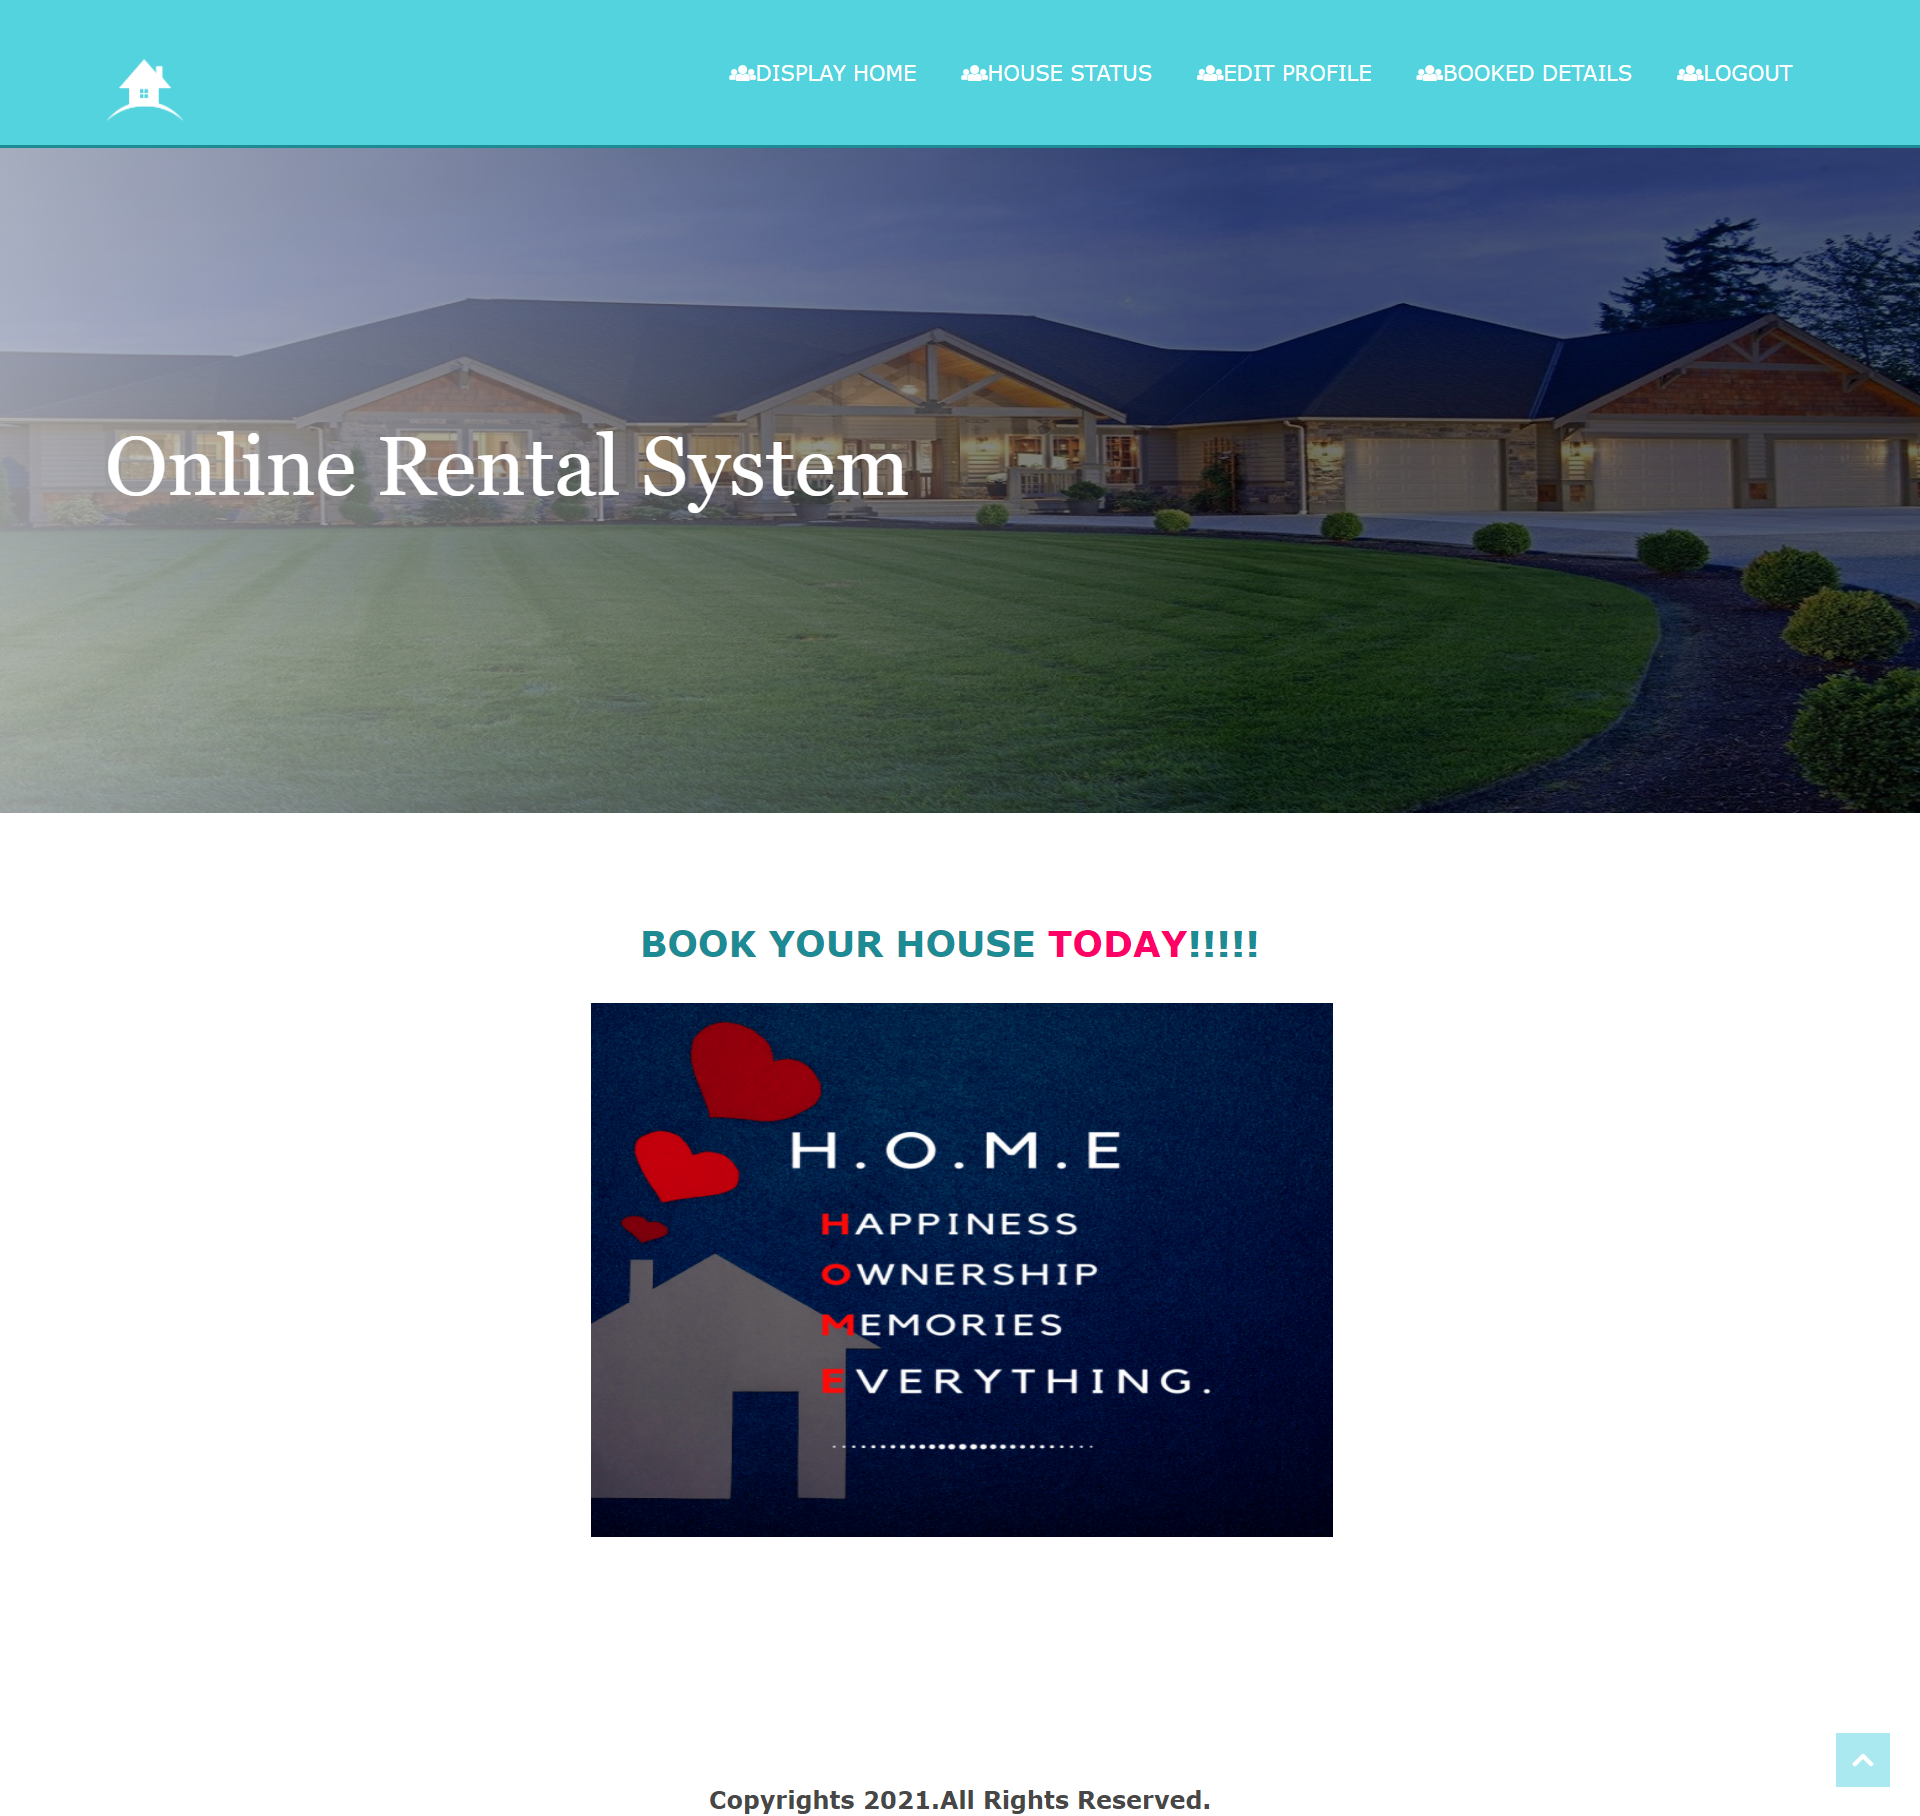 DISPLAY HOME HOUSE STATUS EDIT PROFILE BOOKED DETAILS LOGOUT
Online Rental System
BOOK YOUR HOUSE TODAY!!!!!
H.O.M.E
HAPPINESS
OWNERSHIP
MEMORIES
EVERYTHING.
Copyrights 2021.All Rights Reserved.